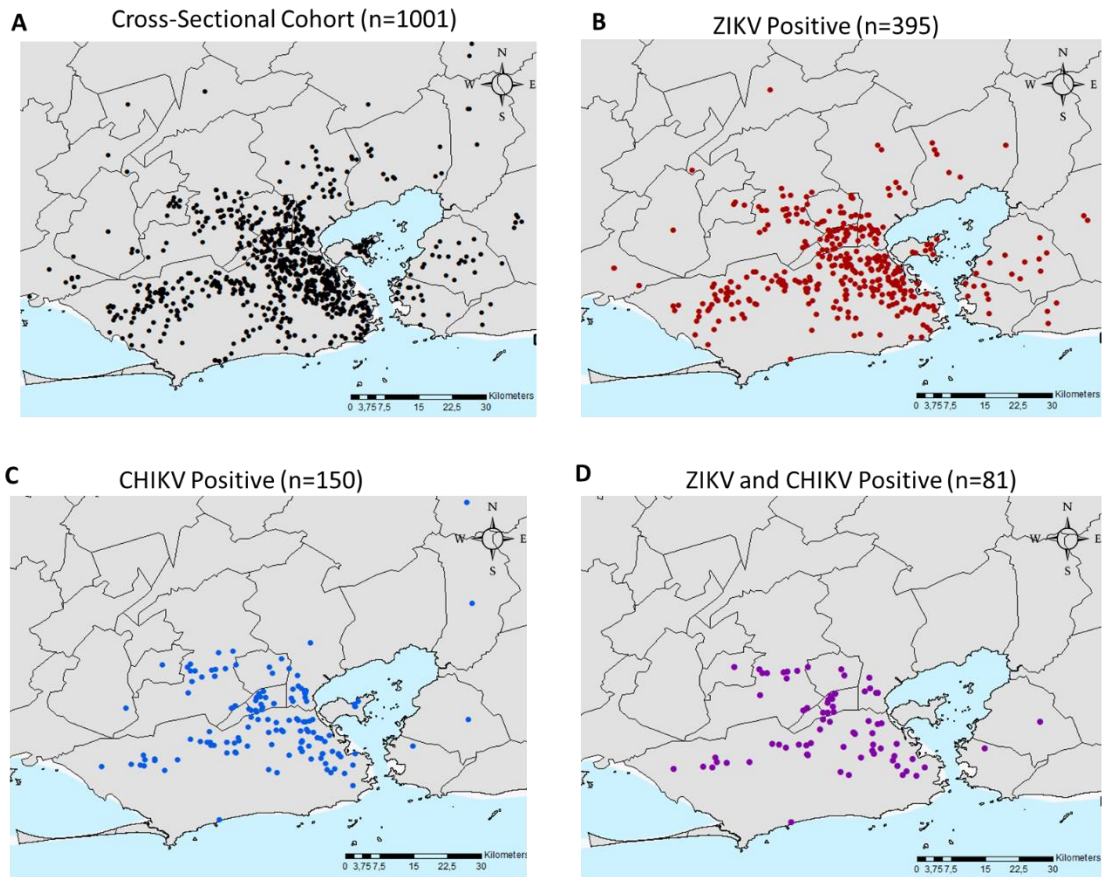 A
Cross-Sectional Cohort (n=1001)
N
W E
S
Kilometers
0 3,75 7,5 15 22,5 30
B
ZIKV Positive (n=395)
N
W E
S
Kilometers
0 3,75 7,5 15 22,5 30
C
CHIKV Positive (n=150)
N
W E
S
Kilometers
0 3,75 7,5 15 22,5 30
D
ZIKV and CHIKV Positive (n=81)
N
W E
S
Kilometers
0 3,75 7,5 15 22,5 30